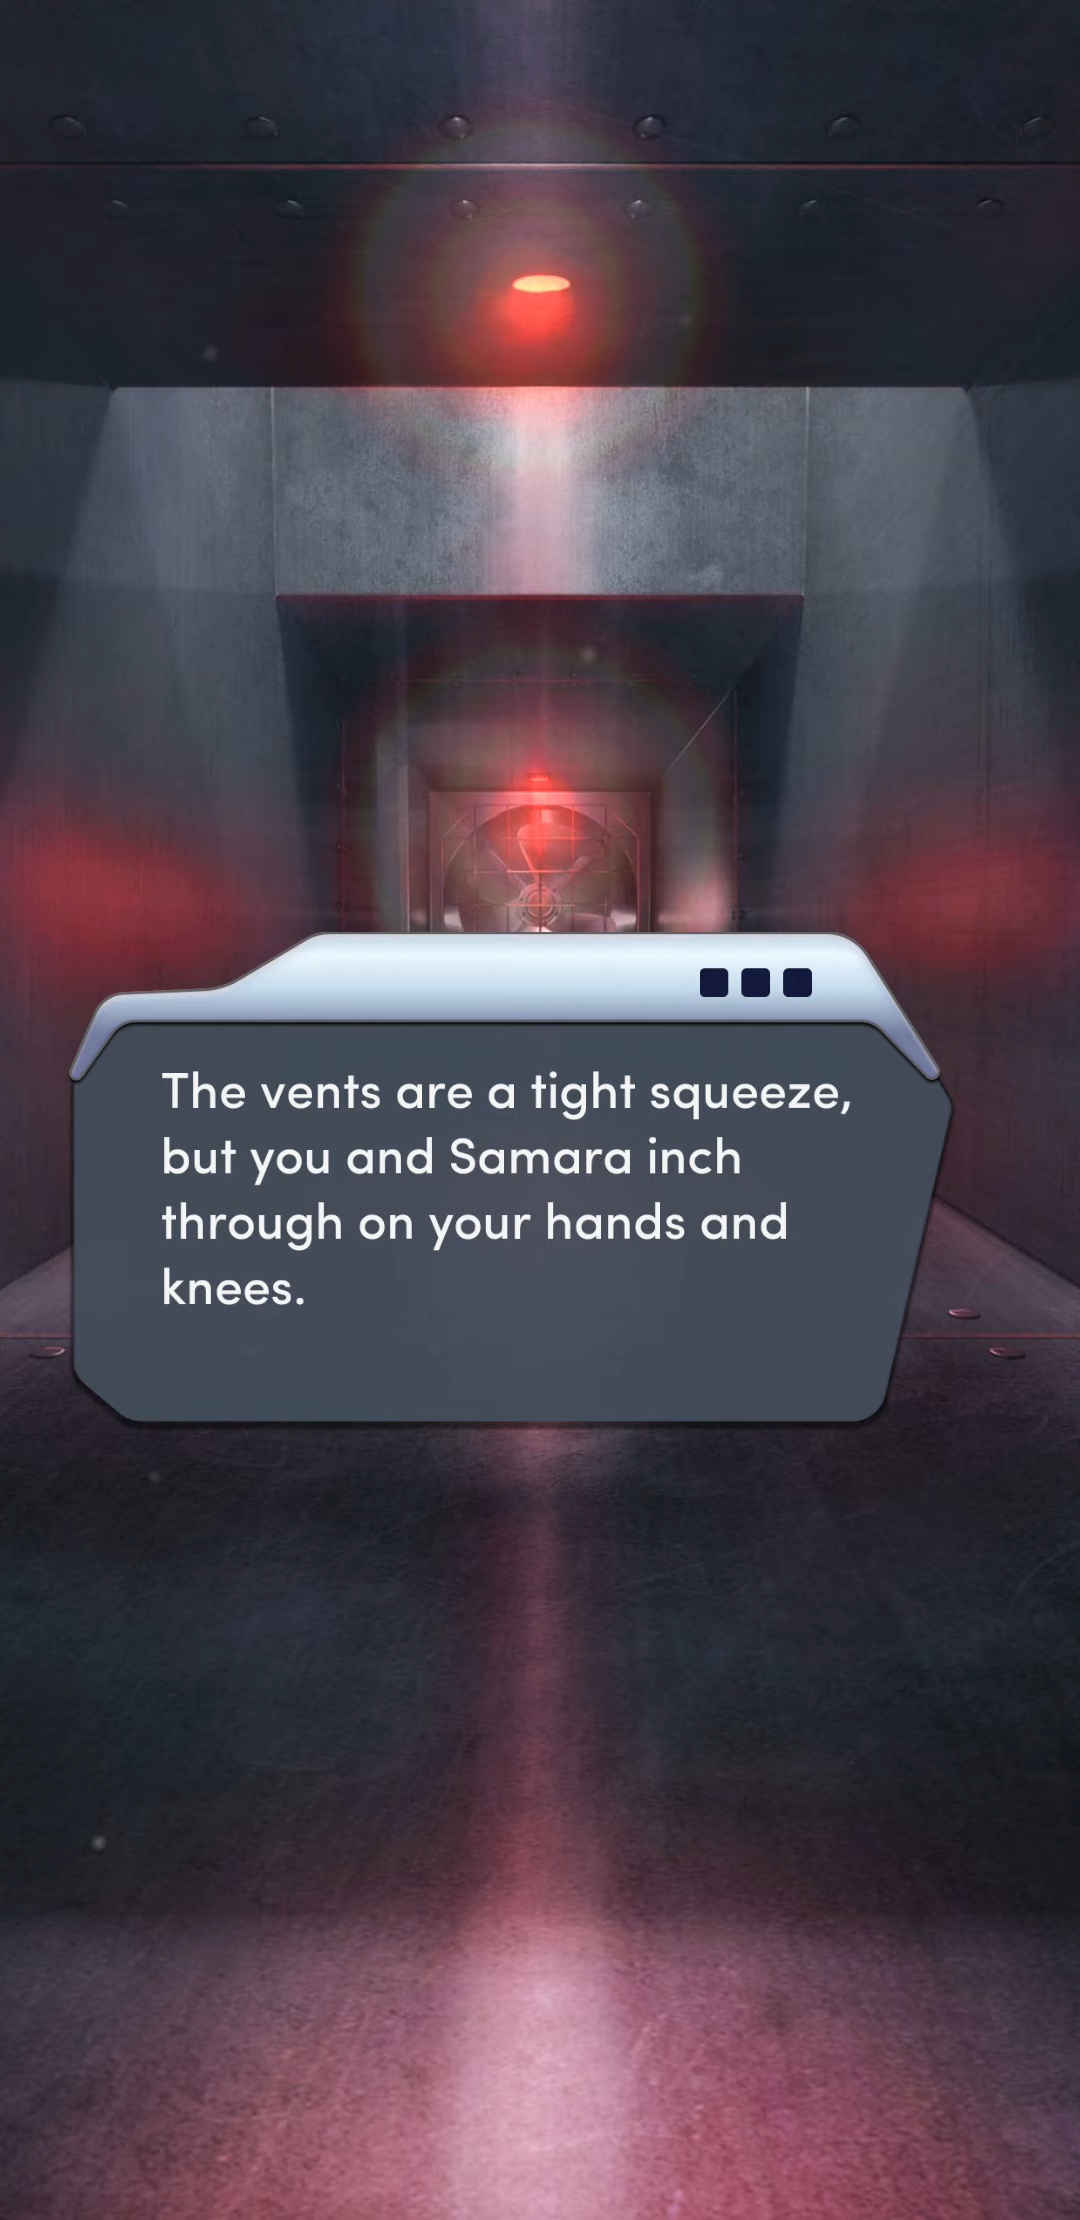 The vents are a tight squeeze,
but you and Samara inch
through on your hands and
knees.